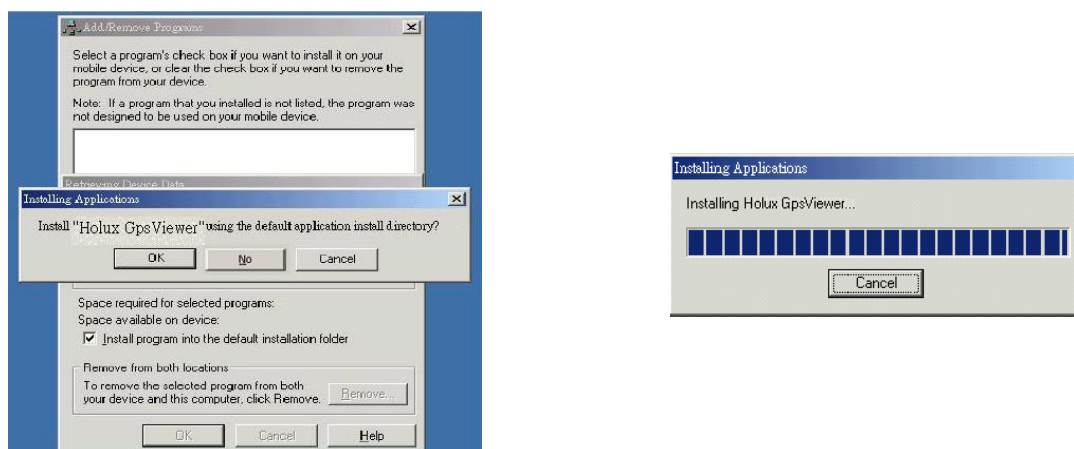 Add/Remove Programs
Select a program's check box if you want to install it on your
mobile device, or clear the check box if you want to remove the
program from your device.
Note: If a program that you installed is not listed, the program was
not designed to be used on your mobile device.
Retrieving Device Data
Installing Applications
Install "Holux GpsViewer" using the default application install directory?
OK No Cancel
Space required for selected programs:
Space available on device:
Install program into the default installation folder
Remove from both locations
To remove the selected program from both
your device and this computer, click Remove.
Remove...
OK Cancel Help
Installing Applications
Installing Holux GpsViewer...
Cancel